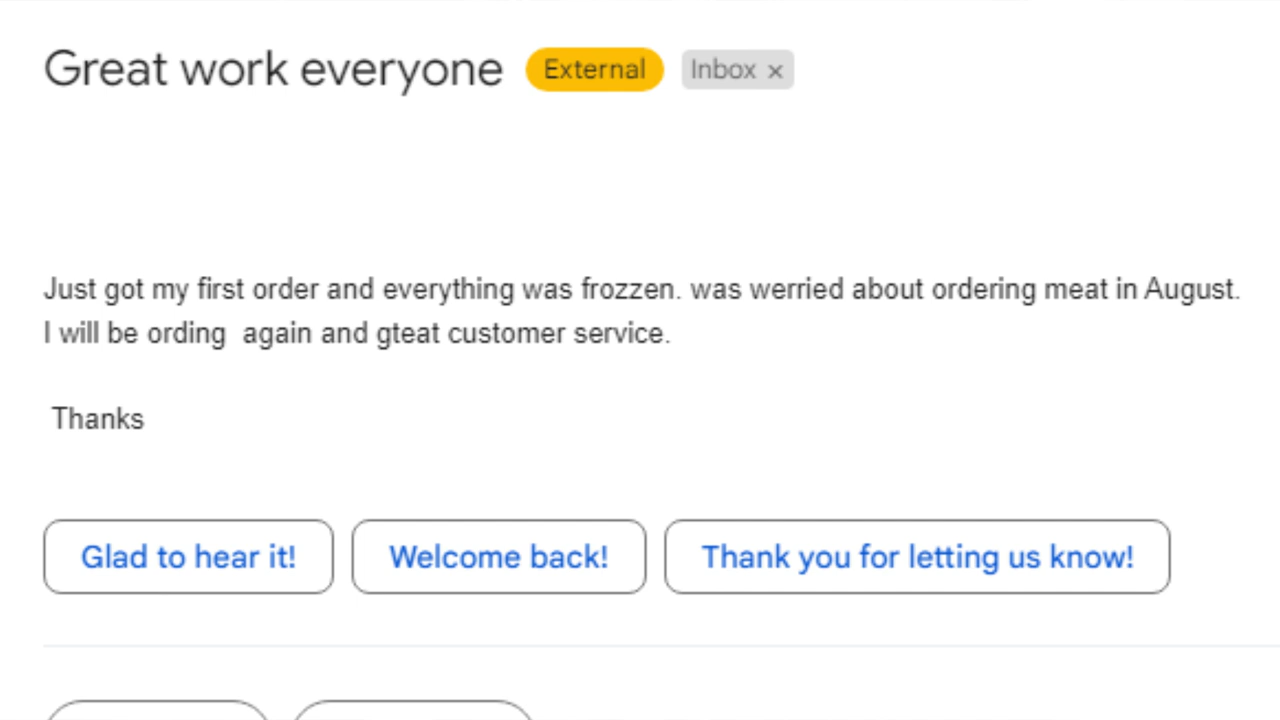 Great work everyone External Inbox ×
Just got my first order and everything was frozzen. was werried about ordering meat in August.
I will be ording  again and gteat customer service.
Thanks
Glad to hear it! Welcome back! Thank you for letting us know!